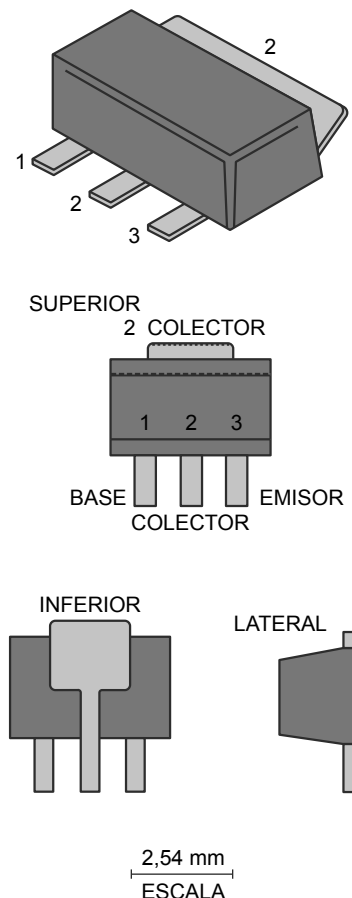 2
1
2
3
SUPERIOR
2 COLECTOR
1 2 3
BASE EMISOR
COLECTOR
INFERIOR
LATERAL
2,54 mm
ESCALA